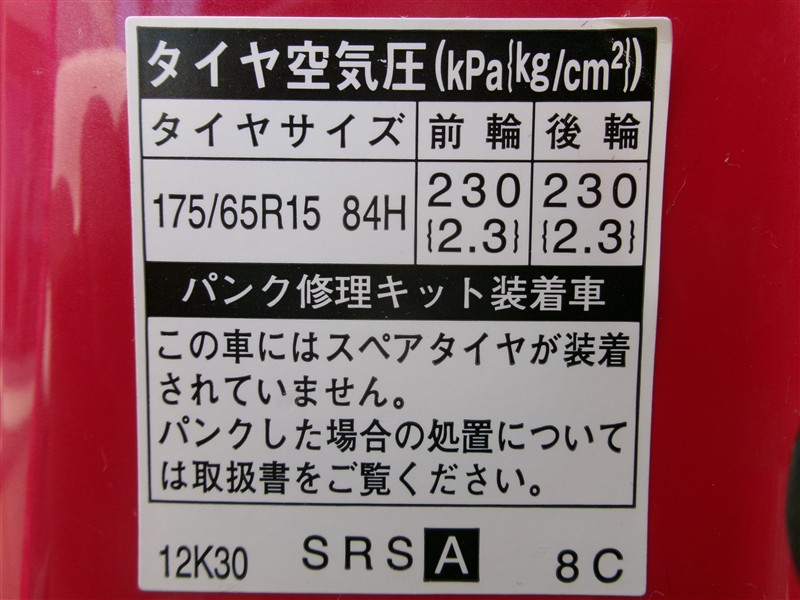 タイヤ空気圧(kPa{kg/cm²})
タイヤサイズ 前輪 後輪
175/65R15 84H 230 230
{2.3} {2.3}
パンク修理キット装着車
この車にはスペアタイヤが装着
されていません。
パンクした場合の処置について
は取扱書をご覧ください。
12K30 SRS A 8C